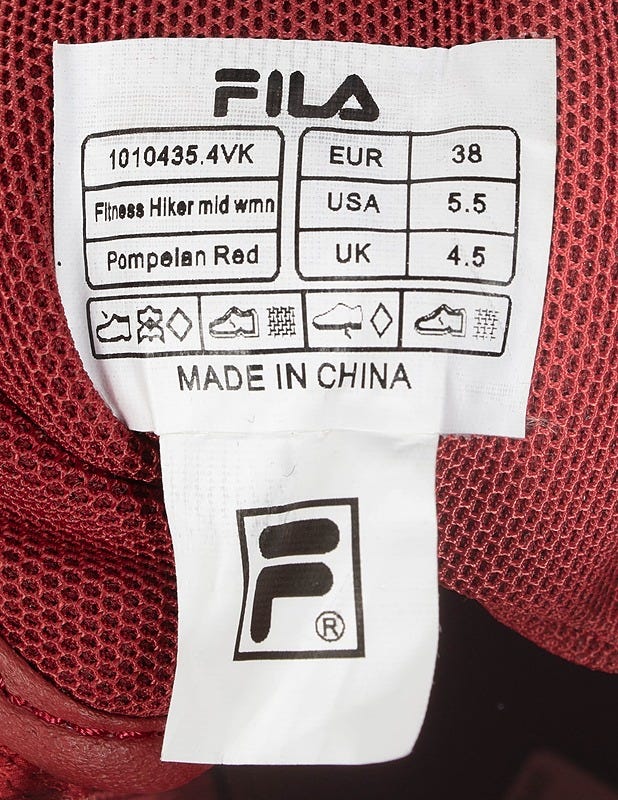 FILA
1010435.4VK
Fitness Hiker mid wmn
Pompeian Red
EUR 38
USA 5.5
UK 4.5
MADE IN CHINA
F
®